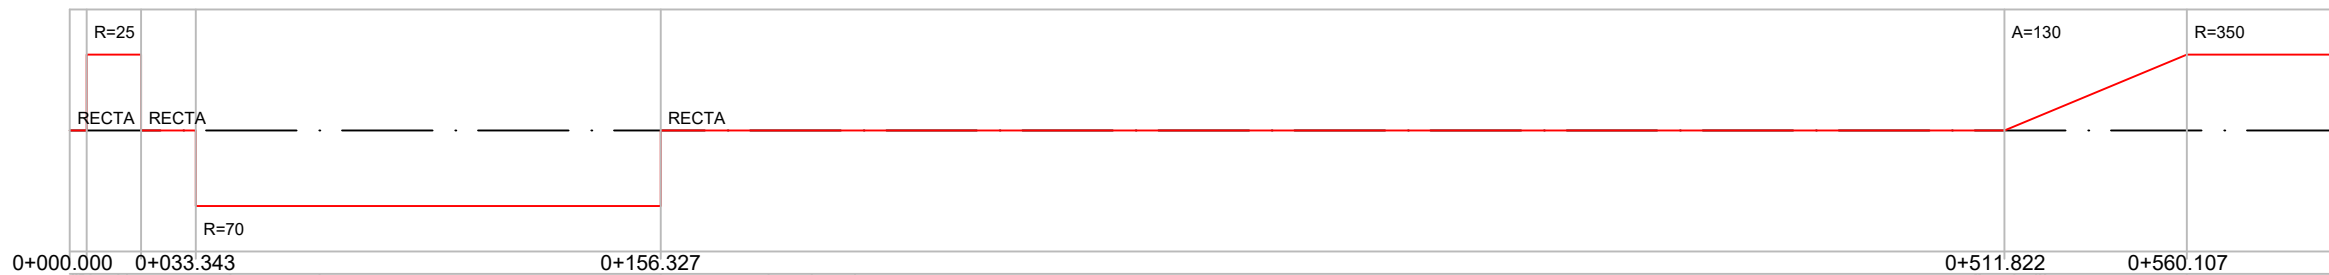 R=25
A=130
R=350
RECTA
RECTA
RECTA
R=70
0+000.000
0+033.343
0+156.327
0+511.822
0+560.107